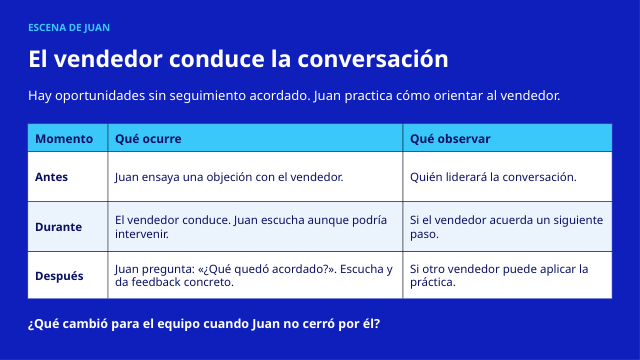 ESCENA DE JUAN
El vendedor conduce la conversación
Hay oportunidades sin seguimiento acordado. Juan practica cómo orientar al vendedor.
Momento Qué ocurre Qué observar
Antes Juan ensaya una objeción con el vendedor. Quién liderará la conversación.
Durante El vendedor conduce. Juan escucha aunque podría intervenir. Si el vendedor acuerda un siguiente paso.
Después Juan pregunta: «¿Qué quedó acordado?». Escucha y da feedback concreto. Si otro vendedor puede aplicar la práctica.
¿Qué cambió para el equipo cuando Juan no cerró por él?